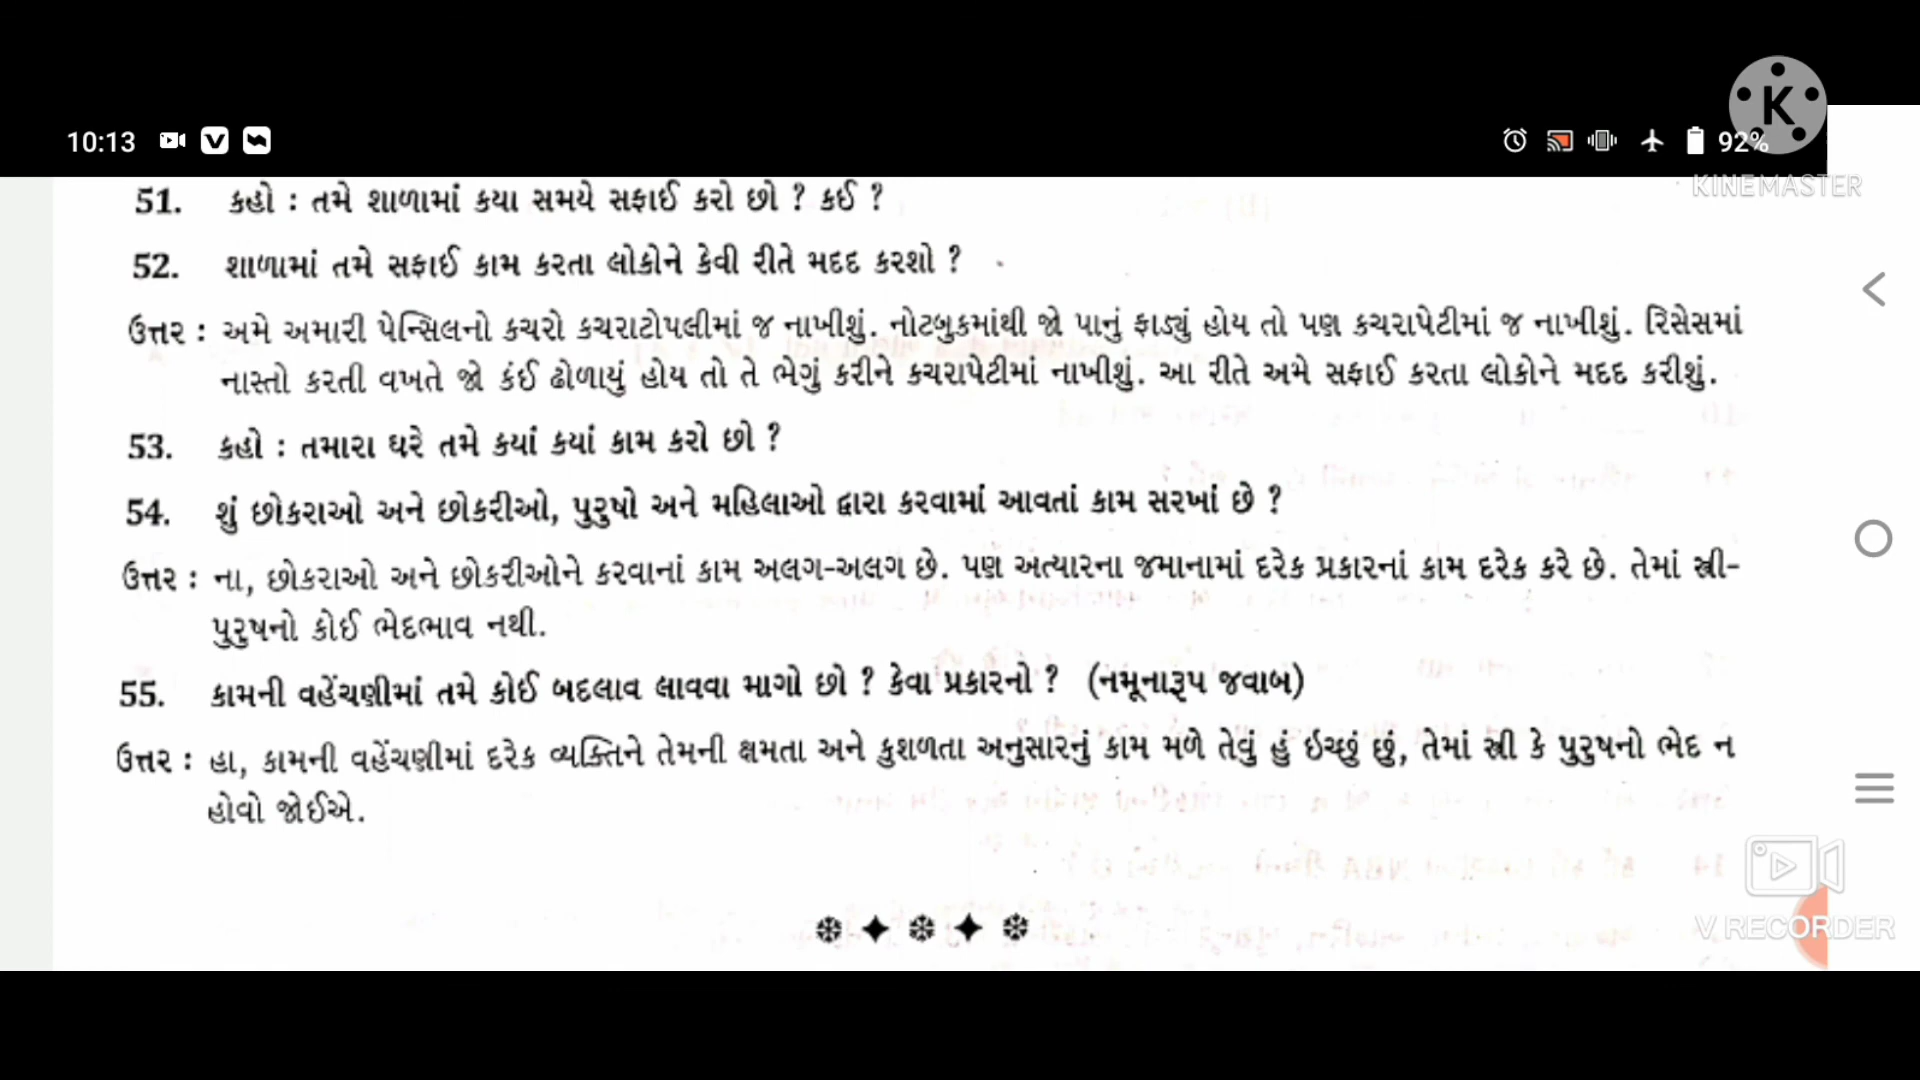 10:13
92%
KINEMASTER
51. કહો : તમે શાળામાં કયા સમયે સફાઈ કરો છો ? કઈ ?
52. શાળામાં તમે સફાઈ કામ કરતા લોકોને કેવી રીતે મદદ કરશો ?
ઉત્તર : અમે અમારી પેન્સિલનો કચરો કચરાટોપલીમાં જ નાખીશું. નોટબુકમાંથી જો પાનું ફાડ્યું હોય તો પણ કચરાપેટીમાં જ નાખીશું. રિસેસમાં
નાસ્તો કરતી વખતે જો કંઈ ઢોળાયું હોય તો તે ભેગું કરીને કચરાપેટીમાં નાખીશું. આ રીતે અમે સફાઈ કરતા લોકોને મદદ કરીશું.
53. કહો : તમારા ઘરે તમે કયાં કયાં કામ કરો છો ?
54. શું છોકરાઓ અને છોકરીઓ, પુરુષો અને મહિલાઓ દ્વારા કરવામાં આવતાં કામ સરખાં છે ?
ઉત્તર : ના, છોકરાઓ અને છોકરીઓને કરવાનાં કામ અલગ-અલગ છે. પણ અત્યારના જમાનામાં દરેક પ્રકારનાં કામ દરેક કરે છે. તેમાં સ્ત્રી-
પુરુષનો કોઈ ભેદભાવ નથી.
55. કામની વહેંચણીમાં તમે કોઈ બદલાવ લાવવા માગો છો ? કેવા પ્રકારનો ? (નમૂનારૂપ જવાબ)
ઉત્તર : હા, કામની વહેંચણીમાં દરેક વ્યક્તિને તેમની ક્ષમતા અને કુશળતા અનુસારનું કામ મળે તેવું હું ઇચ્છું છું, તેમાં સ્ત્રી કે પુરુષનો ભેદ ન
હોવો જોઈએ.
V RECORDER